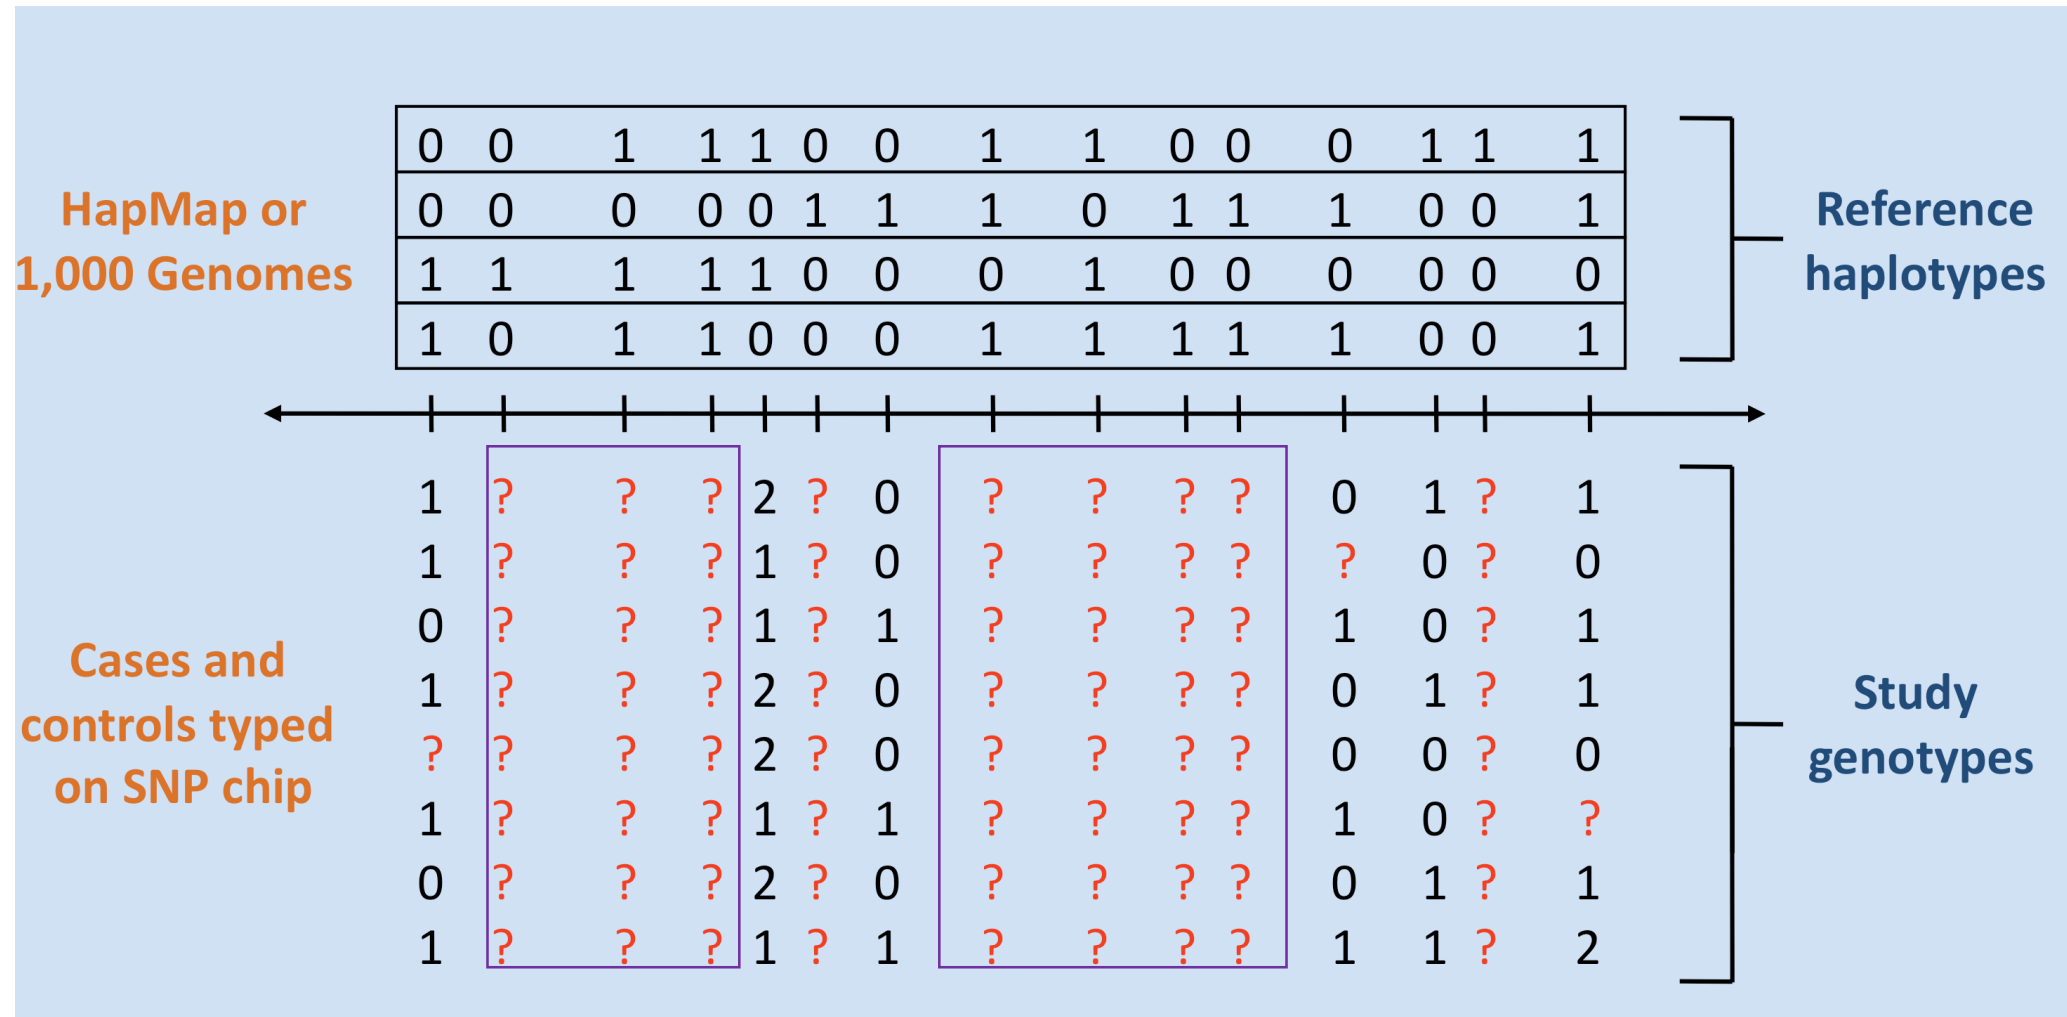 0 0 1 1 1 0 0 1 1 0 0 0 1 1 1
HapMap or
1,000 Genomes
0 0 0 0 0 1 1 1 0 1 1 1 0 0 1
1 1 1 1 1 0 0 0 1 0 0 0 0 0 0
1 0 1 1 0 0 0 1 1 1 1 1 0 0 1
Reference
haplotypes
1 ? ? ? 2 ? 0 ? ? ? ? 0 1 ? 1
1 ? ? ? 1 ? 0 ? ? ? ? ? 0 ? 0
0 ? ? ? 1 ? 1 ? ? ? ? 1 0 ? 1
1 ? ? ? 2 ? 0 ? ? ? ? 0 1 ? 1
? ? ? ? 2 ? 0 ? ? ? ? 0 0 ? 0
1 ? ? ? 1 ? 1 ? ? ? ? 1 0 ? ?
0 ? ? ? 2 ? 0 ? ? ? ? 0 1 ? 1
1 ? ? ? 1 ? 1 ? ? ? ? 1 1 ? 2
Cases and
controls typed
on SNP chip
Study
genotypes